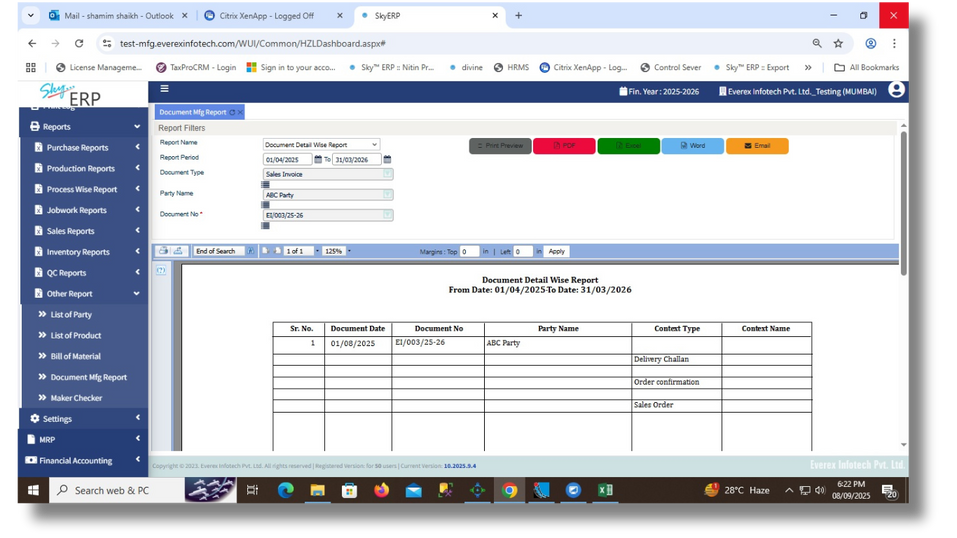 Mail - shamim shaikh - Outlook
Citrix XenApp - Logged Off
SkyERP
test-mfg.everexinfotech.com/WUI/Common/HZLDashboard.aspx#
License Manageme...
TaxProCRM - Login
Sign in to your acco...
Sky™ ERP :: Nitin Pr...
divine
HRMS
Citrix XenApp - Log...
Control Sever
Sky™ ERP :: Export
All Bookmarks
Sky... ERP
Fin. Year : 2025-2026
Everex Infotech Pvt. Ltd._Testing (MUMBAI)
Reports
Purchase Reports
Production Reports
Process Wise Report
Jobwork Reports
Sales Reports
Inventory Reports
QC Reports
Other Report
List of Party
List of Product
Bill of Material
Document Mfg Report
Maker Checker
Settings
MRP
Financial Accounting
Document Mfg Report
Report Filters
Report Name
Document Detail Wise Report
Print Preview
PDF
Excel
Word
Email
Report Period
01/04/2025
To
31/03/2026
Document Type
Sales Invoice
Party Name
ABC Party
Document No *
EI/003/25-26
End of Search
1 of 1
125%
Margins : Top 0 in | Left 0 in Apply
Document Detail Wise Report
From Date: 01/04/2025-To Date: 31/03/2026
Sr. No. Document Date Document No Party Name Context Type Context Name
1 01/08/2025 EI/003/25-26 ABC Party
Delivery Challan
Order confirmation
Sales Order
Copyright © 2023. Everex Infotech Pvt. Ltd. All rights reserved | Registered Version: for 50 users | Current Version: 10.2025.9.4
Everex Infotech Pvt. Ltd.
Search web & PC
28°C Haze
6:22 PM
08/09/2025
20